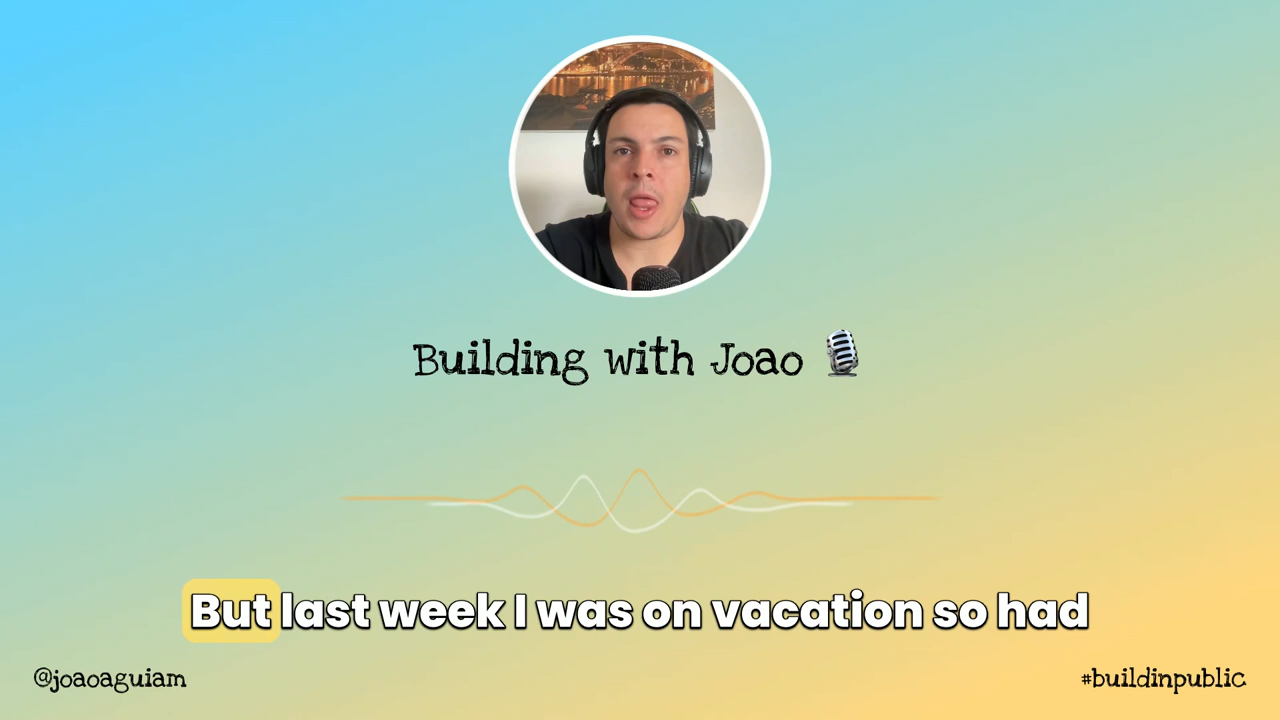 Building with Joao
But last week I was on vacation so had
@joaoaguiam
#buildinpublic